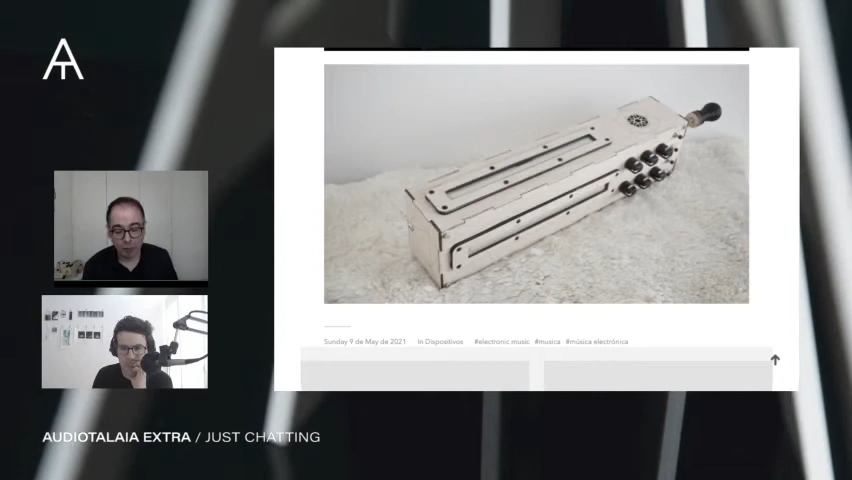 AT
Sunday 9 de May de 2021 In Dispositivos #electronic music #musica #música electrónica
AUDIOTALAIA EXTRA / JUST CHATTING